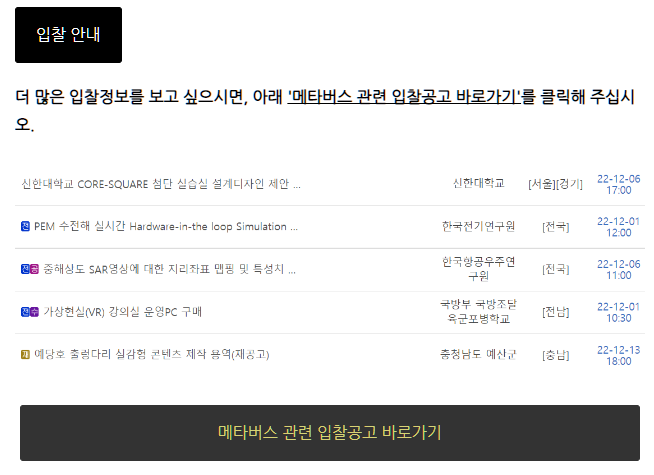 입찰 안내
더 많은 입찰정보를 보고 싶으시면, 아래 '메타버스 관련 입찰공고 바로가기'를 클릭해 주십시
오.
신한대학교 CORE-SQUARE 첨단 실습실 설계디자인 제안 ... 신한대학교 [서울][경기] 22-12-06
17:00
전 PEM 수전해 실시간 Hardware-in-the loop Simulation ... 한국전기연구원 [전국] 22-12-01
12:00
전 공 중해상도 SAR영상에 대한 지리좌표 맵핑 및 특성치 ... 한국항공우주연
구원 [전국] 22-12-06
11:00
전 수 가상현실(VR) 강의실 운영PC 구매 국방부 국방조달
육군포병학교 [전남] 22-12-01
10:30
재 예당호 출렁다리 실감형 콘텐츠 제작 용역(재공고) 충청남도 예산군 [충남] 22-12-13
18:00
메타버스 관련 입찰공고 바로가기